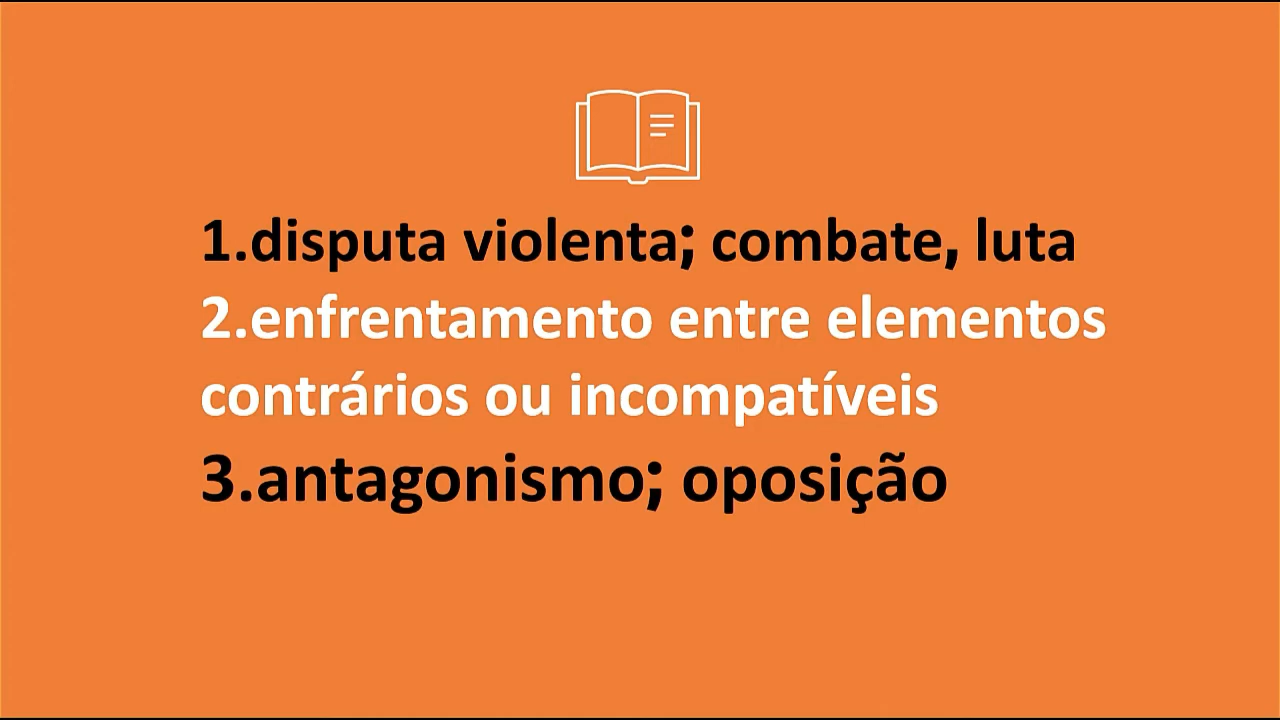 1.disputa violenta; combate, luta
2.enfrentamento entre elementos
contrários ou incompatíveis
3.antagonismo; oposição